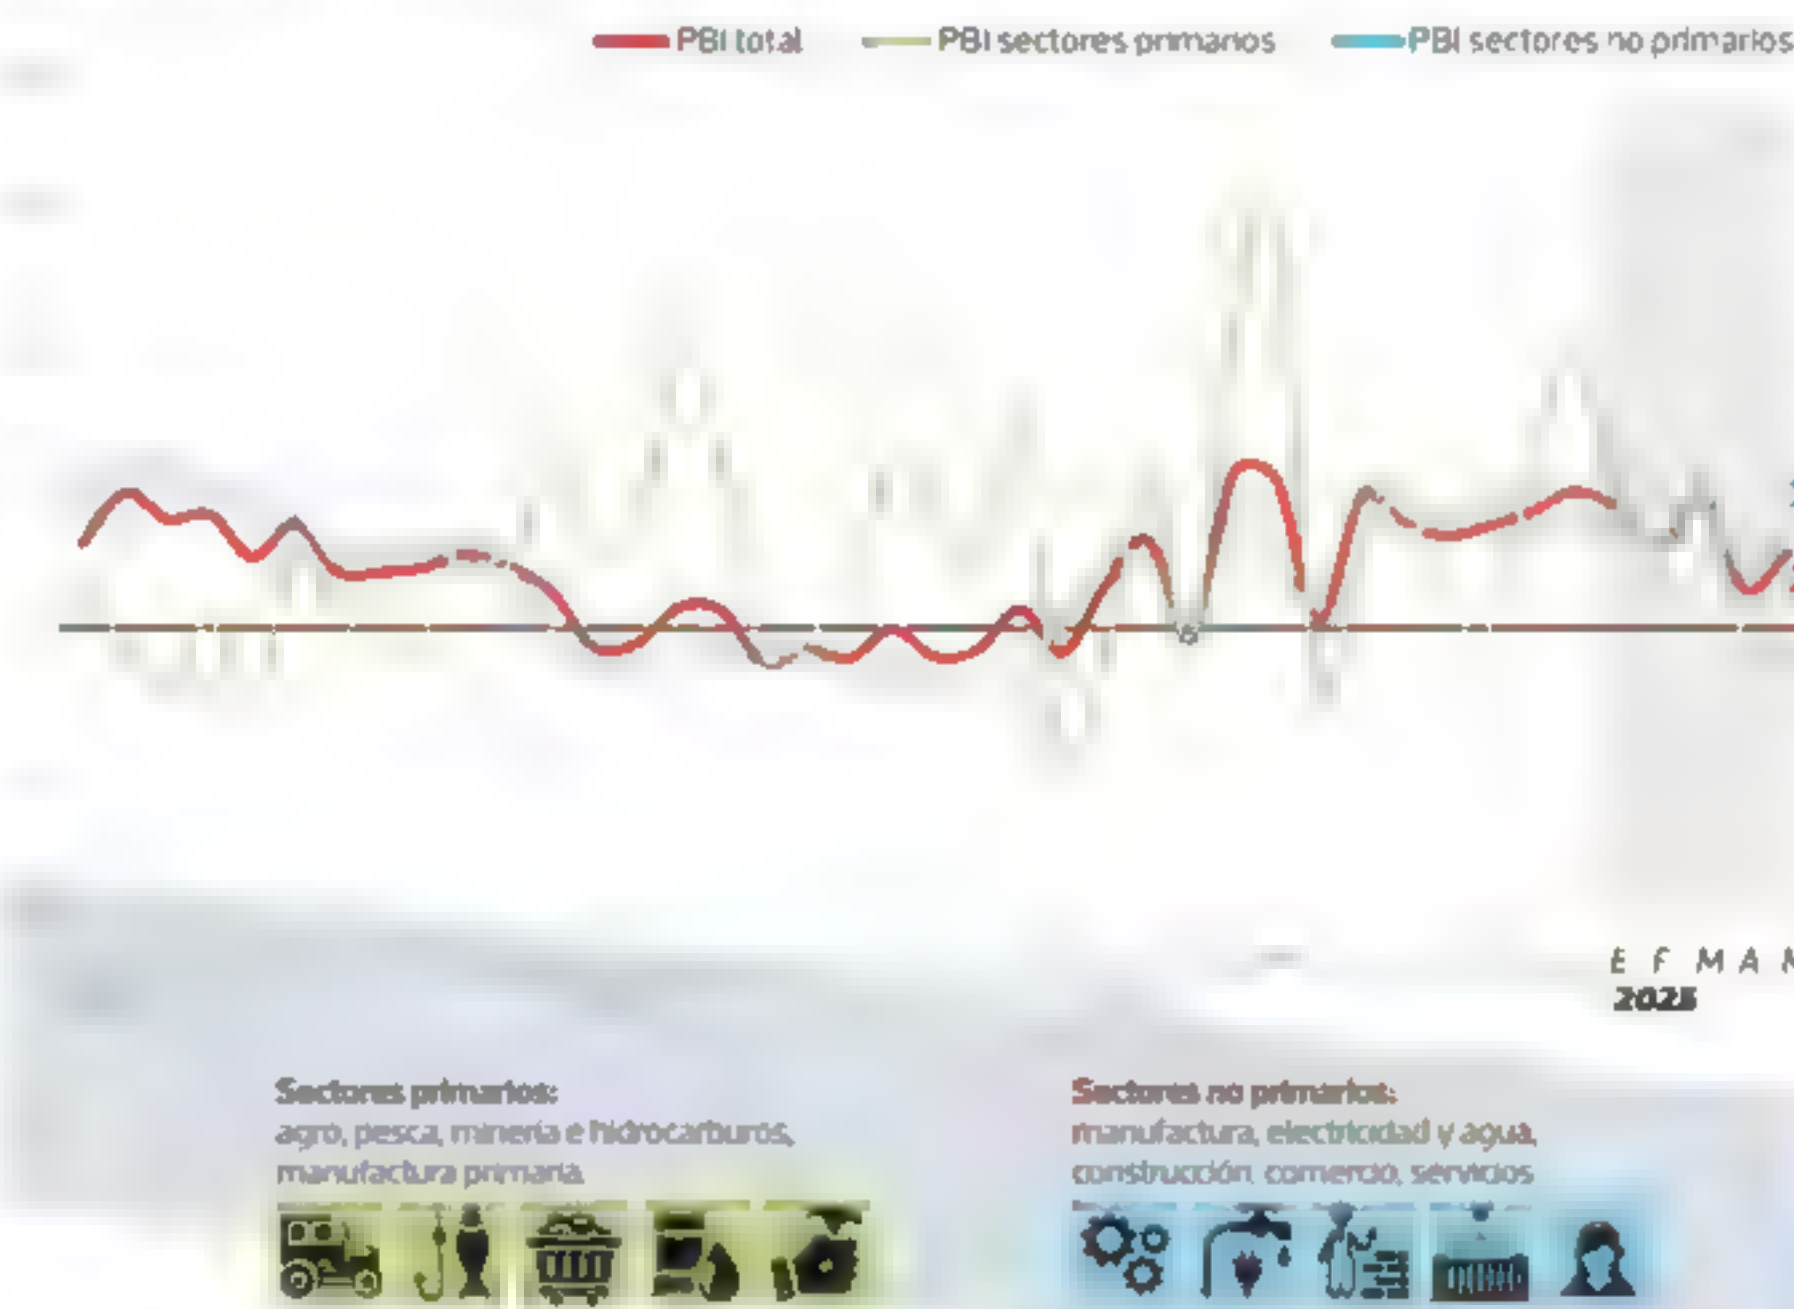 PBI total PBI sectores primarios PBI sectores no primarios
E F M A
2025
Sectores primarios:
agro, pesca, minería e hidrocarburos,
manufactura primaria.
Sectores no primarios:
manufactura, electricidad y agua,
construcción, comercio, servicios